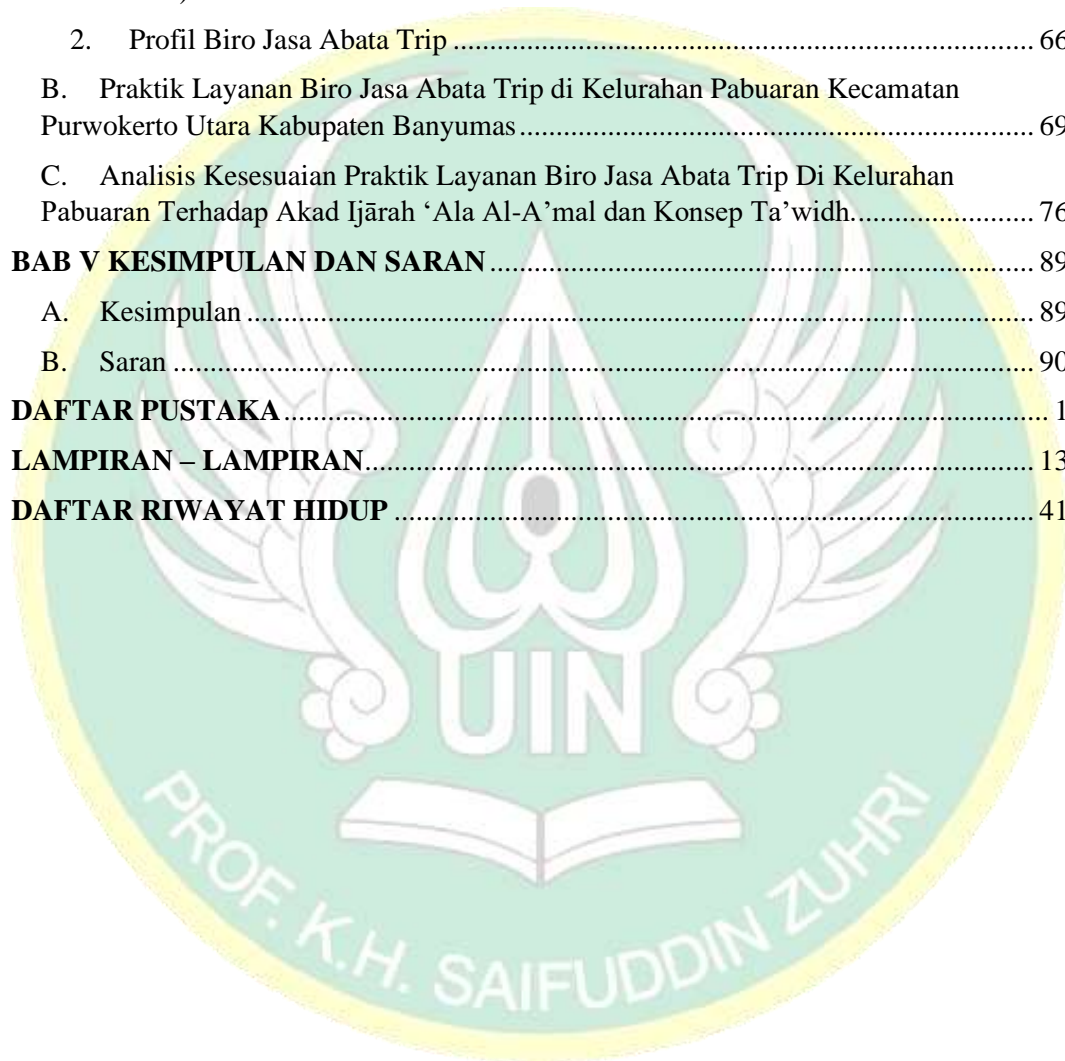 2. Profil Biro Jasa Abata Trip ........................................................................ 66
B. Praktik Layanan Biro Jasa Abata Trip di Kelurahan Pabuaran Kecamatan
Purwokerto Utara Kabupaten Banyumas ................................................................ 69
C. Analisis Kesesuaian Praktik Layanan Biro Jasa Abata Trip Di Kelurahan
Pabuaran Terhadap Akad Ijārah ‘Ala Al-A’mal dan Konsep Ta’widh....................... 76
BAB V KESIMPULAN DAN SARAN .................................................................... 89
A. Kesimpulan ................................................................................................ 89
B. Saran ......................................................................................................... 90
DAFTAR PUSTAKA ............................................................................................ 1
LAMPIRAN – LAMPIRAN................................................................................... 13
DAFTAR RIWAYAT HIDUP ................................................................................ 41
UIN
PROF. K.H. SAIFUDDIN ZUHRI